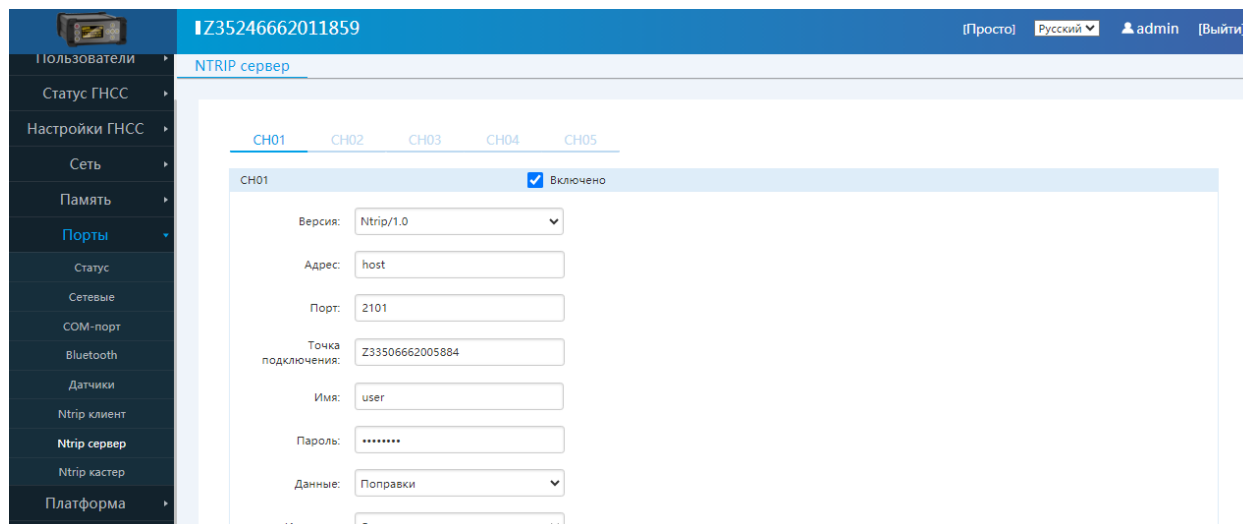 Z35246662011859
[Просто] Русский admin [Выйти]
Пользователи
NTRIP сервер
Статус ГНСС
Настройки ГНСС
Сеть
Память
Порты
Статус
Сетевые
COM-порт
Bluetooth
Датчики
Ntrip клиент
Ntrip сервер
Ntrip кастер
Платформа
CH01 CH02 CH03 CH04 CH05
CH01 Включено
Версия: Ntrip/1.0
Адрес: host
Порт: 2101
Точка
подключения: Z33506662005884
Имя: user
Пароль: ••••••••
Данные: Поправки